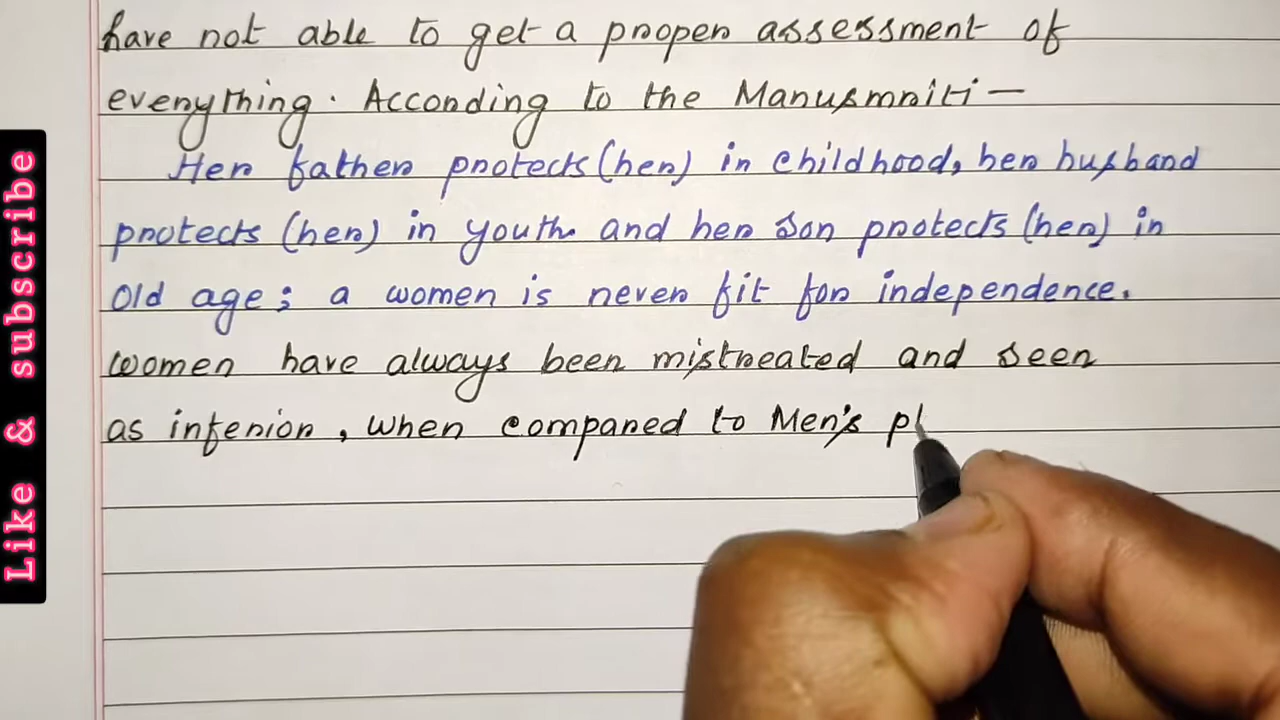 have not able to get a proper assessment of
everything. According to the Manusmriti —
Her father protects (her) in childhood, her husband
protects (her) in youth and her son protects (her) in
Old age; a women is never fit for independence.
women have always been mistreated and seen
as inferior, when compared to Men's
Like & subscribe